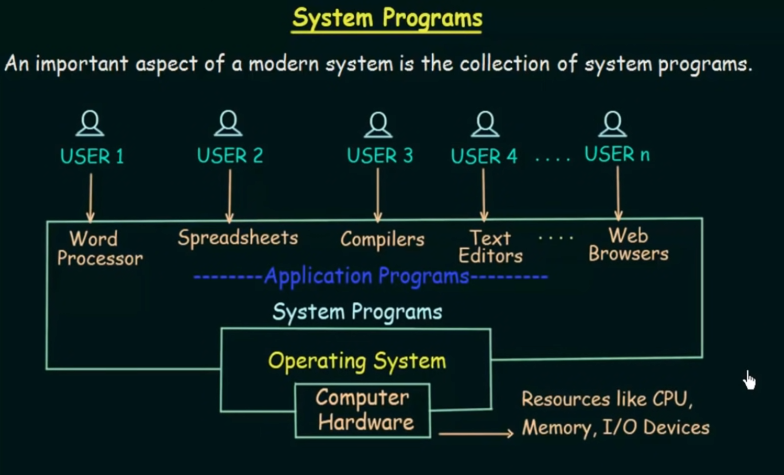 System Programs
An important aspect of a modern system is the collection of system programs.
USER 1 USER 2 USER 3 USER 4 .... USER n
Word Processor
Spreadsheets
Compilers
Text Editors
....
Web Browsers
--------Application Programs---------
System Programs
Operating System
Computer
Hardware
Resources like CPU,
Memory, I/O Devices